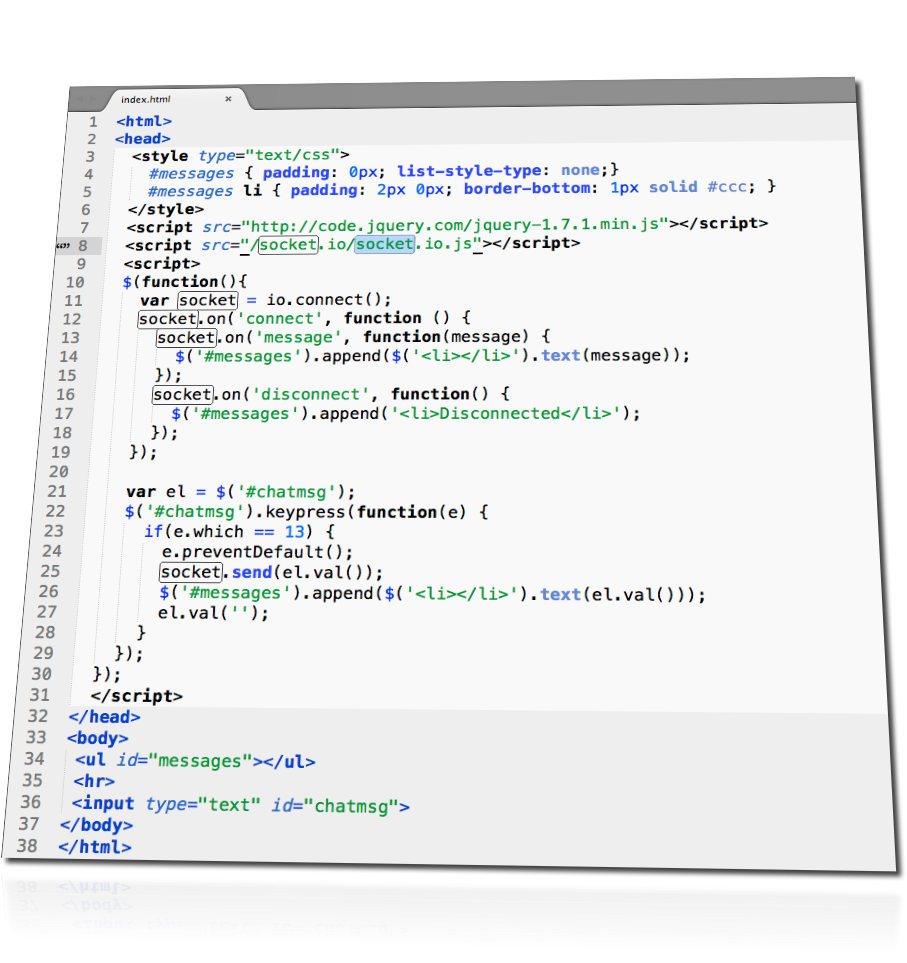 index.html ×
1 <html>
2 <head>
3 <style type="text/css">
4 #messages { padding: 0px; list-style-type: none;}
5 #messages li { padding: 2px 0px; border-bottom: 1px solid #ccc; }
6 </style>
7 <script src="http://code.jquery.com/jquery-1.7.1.min.js"></script>
8 <script src="/socket.io/socket.io.js"></script>
9 <script>
10 $(function(){
11 var socket = io.connect();
12 socket.on('connect', function () {
13 socket.on('message', function(message) {
14 $('#messages').append($('<li></li>').text(message));
15 });
16 socket.on('disconnect', function() {
17 $('#messages').append('<li>Disconnected</li>');
18 });
19 });
20
21 var el = $('#chatmsg');
22 $('#chatmsg').keypress(function(e) {
23 if(e.which == 13) {
24 e.preventDefault();
25 socket.send(el.val());
26 $('#messages').append($('<li></li>').text(el.val()));
27 el.val('');
28 }
29 });
30 });
31 </script>
32 </head>
33 <body>
34 <ul id="messages"></ul>
35 <hr>
36 <input type="text" id="chatmsg">
37 </body>
38 </html>